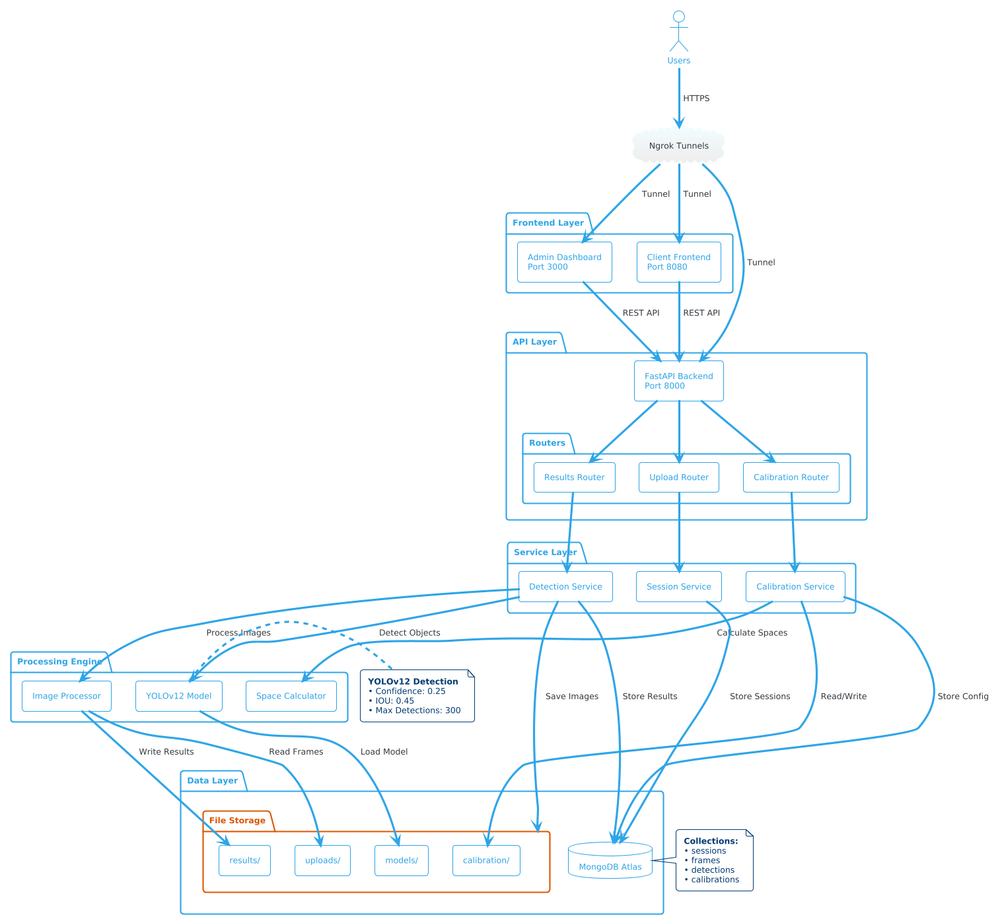 Users
HTTPS
Ngrok Tunnels
Tunnel
Tunnel
Tunnel
Frontend Layer
Admin Dashboard
Port 3000
Client Frontend
Port 8080
REST API
REST API
API Layer
FastAPI Backend
Port 8000
Routers
Results Router
Upload Router
Calibration Router
Service Layer
Detection Service
Session Service
Calibration Service
Process Images
Detect Objects
Calculate Spaces
Processing Engine
Image Processor
YOLOv12 Model
Space Calculator
YOLOv12 Detection
• Confidence: 0.25
• IOU: 0.45
• Max Detections: 300
Save Images
Store Results
Store Sessions
Read/Write
Store Config
Write Results
Read Frames
Load Model
Data Layer
File Storage
results/
uploads/
models/
calibration/
MongoDB Atlas
Collections:
• sessions
• frames
• detections
• calibrations